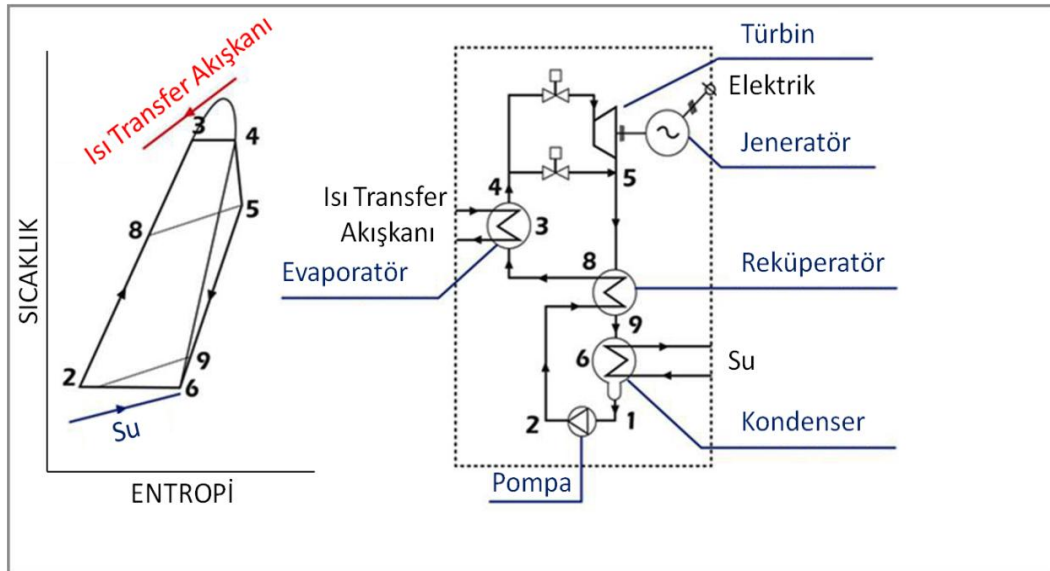 SICAKLIK
ENTROPİ
Isı Transfer Akışkanı
3
4
5
8
9
2
6
Su
Türbin
Elektrik
Jeneratör
4
5
Isı Transfer
Akışkanı
3
Evaporatör
8
Reküperatör
9
6
Su
2
1
Kondenser
Pompa